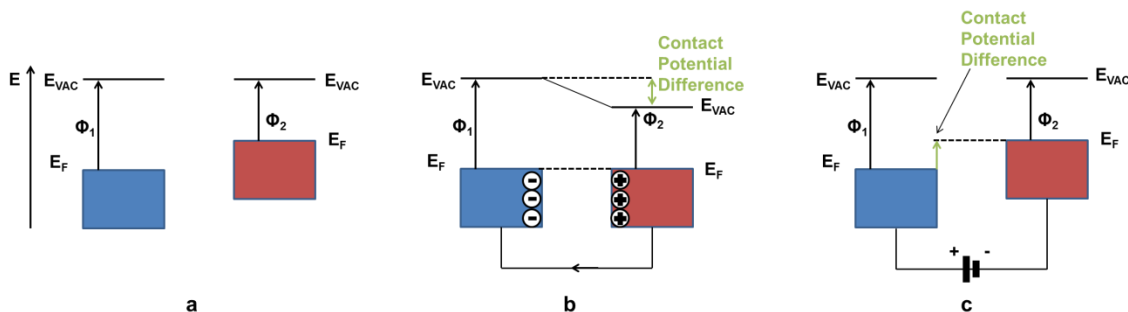 E
E_VAC
Φ_1
E_F
E_VAC
Φ_2
E_F
a
Contact
Potential
Difference
E_VAC
E_VAC
Φ_1
Φ_2
E_F
E_F
- + 
- +
- +
b
Contact
Potential
Difference
E_VAC
E_VAC
Φ_1
Φ_2
E_F
E_F
+ -
c